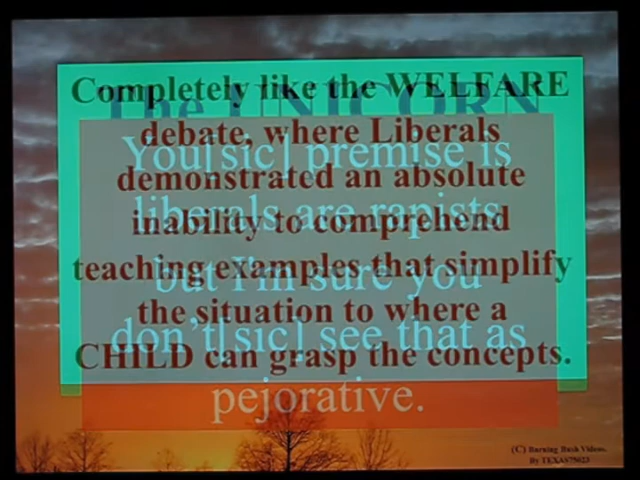 The UNICORN
Completely like the WELFARE
debate, where Liberals
demonstrated an absolute
inability to comprehend
teaching examples that simplify
the situation to where a
CHILD can grasp the concepts.
You[sic] premise is
liberals are rapists
but I'm sure you
don't[sic] see that as
pejorative.
(C) Burning Bush Videos.
By TEXAS75023